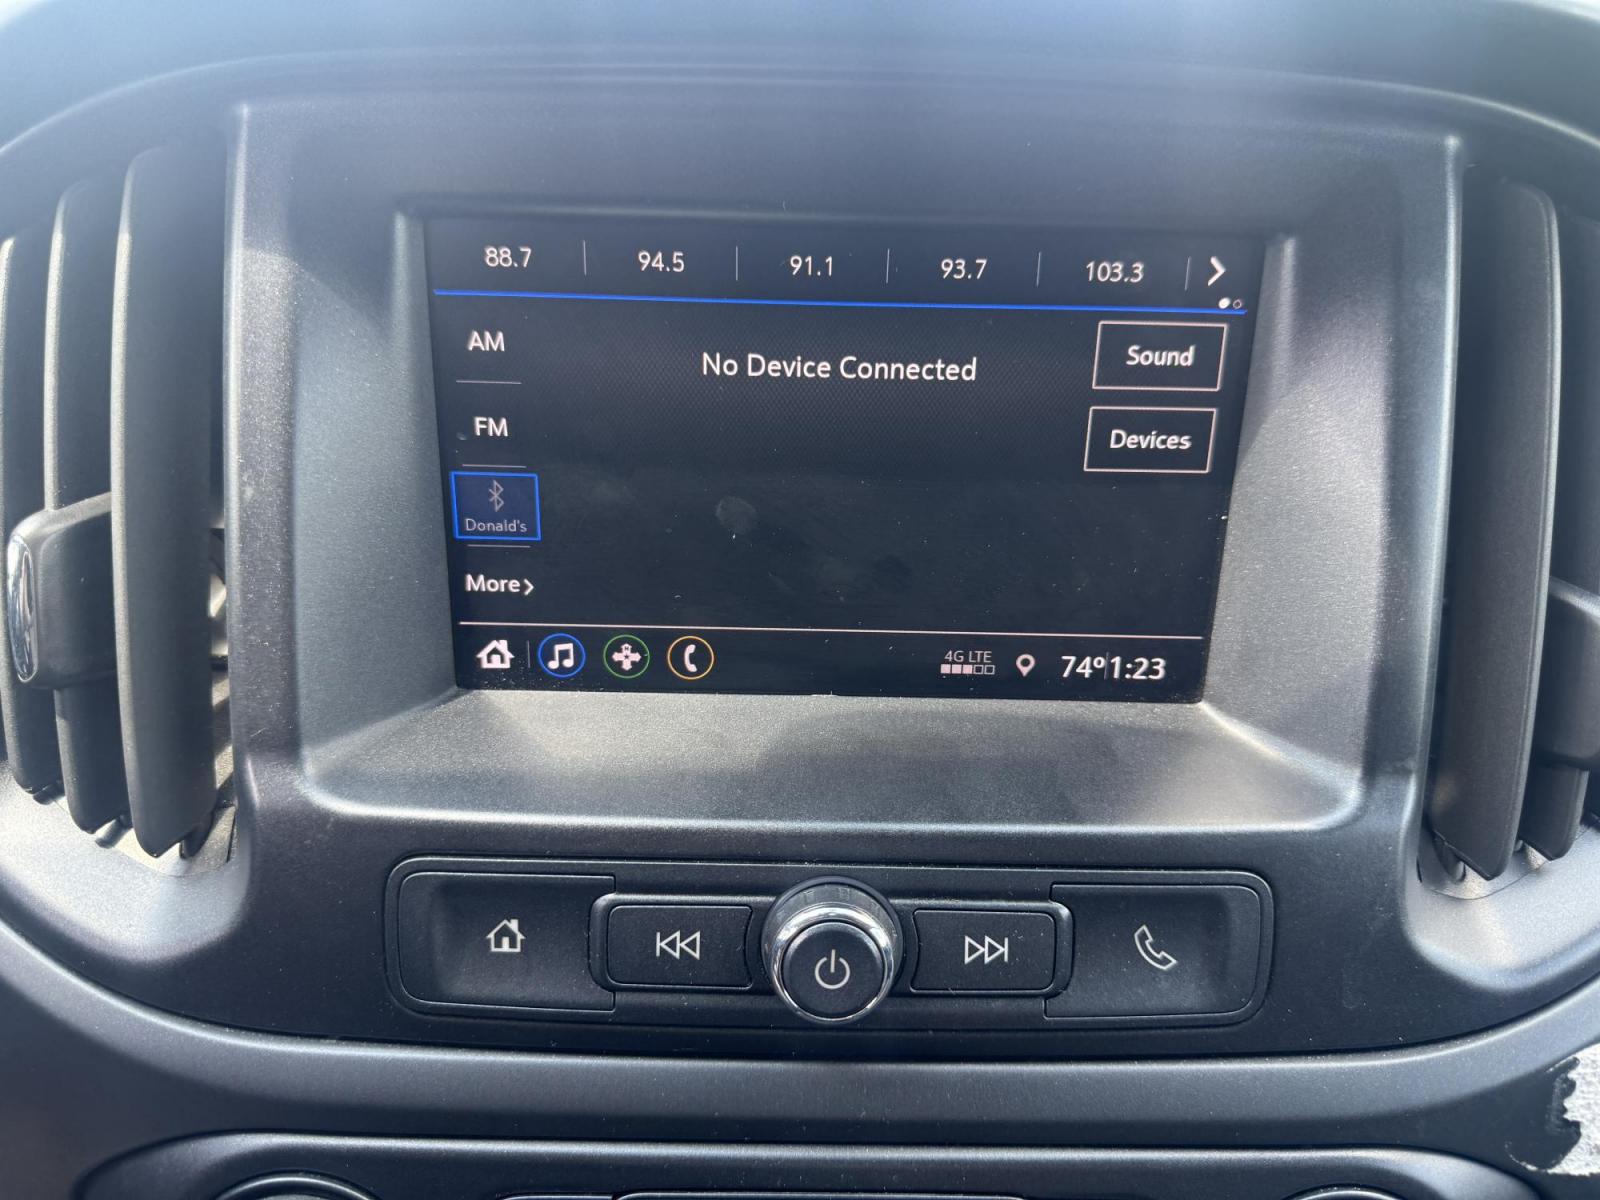 88.7 94.5 91.1 93.7 103.3
AM
No Device Connected
Sound
FM
Devices
Donald's
More
4G LTE
74° 1:23